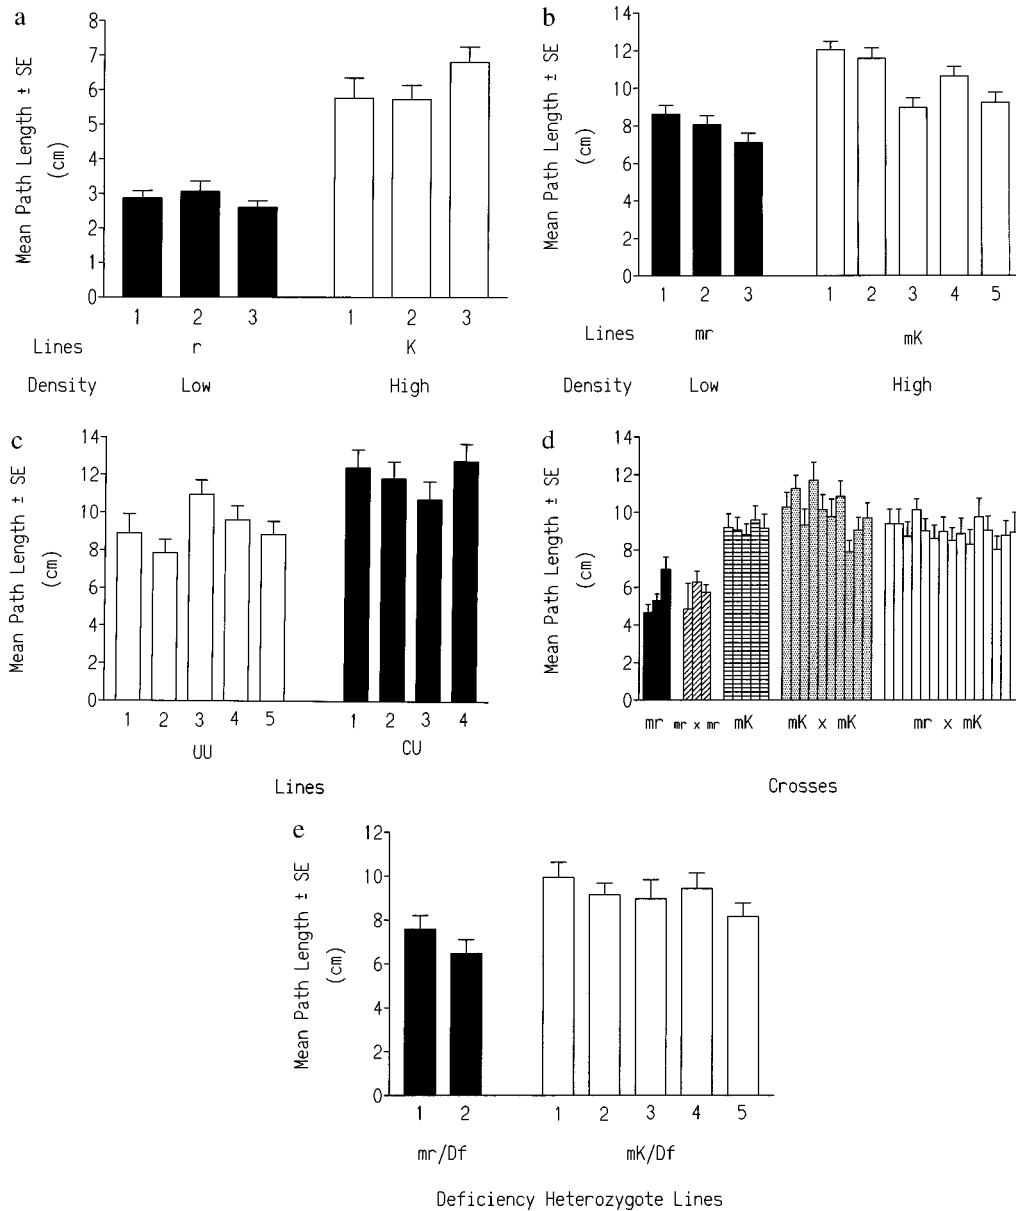 a
Mean Path Length ± SE
(cm)
8
7
6
5
4
3
2
1
0
1 2 3 1 2 3
Lines r K
Density Low High
b
Mean Path Length ± SE
(cm)
14
12
10
8
6
4
2
0
1 2 3 1 2 3 4 5
Lines mr mK
Density Low High
c
Mean Path Length ± SE
(cm)
14
12
10
8
6
4
2
0
1 2 3 4 5 1 2 3 4
UU CU
Lines
d
Mean Path Length ± SE
(cm)
14
12
10
8
6
4
2
0
mr mr x mr mK mK x mK mr x mK
Crosses
e
Mean Path Length ± SE
(cm)
12
10
8
6
4
2
0
1 2 1 2 3 4 5
mr/Df mK/Df
Deficiency Heterozygote Lines